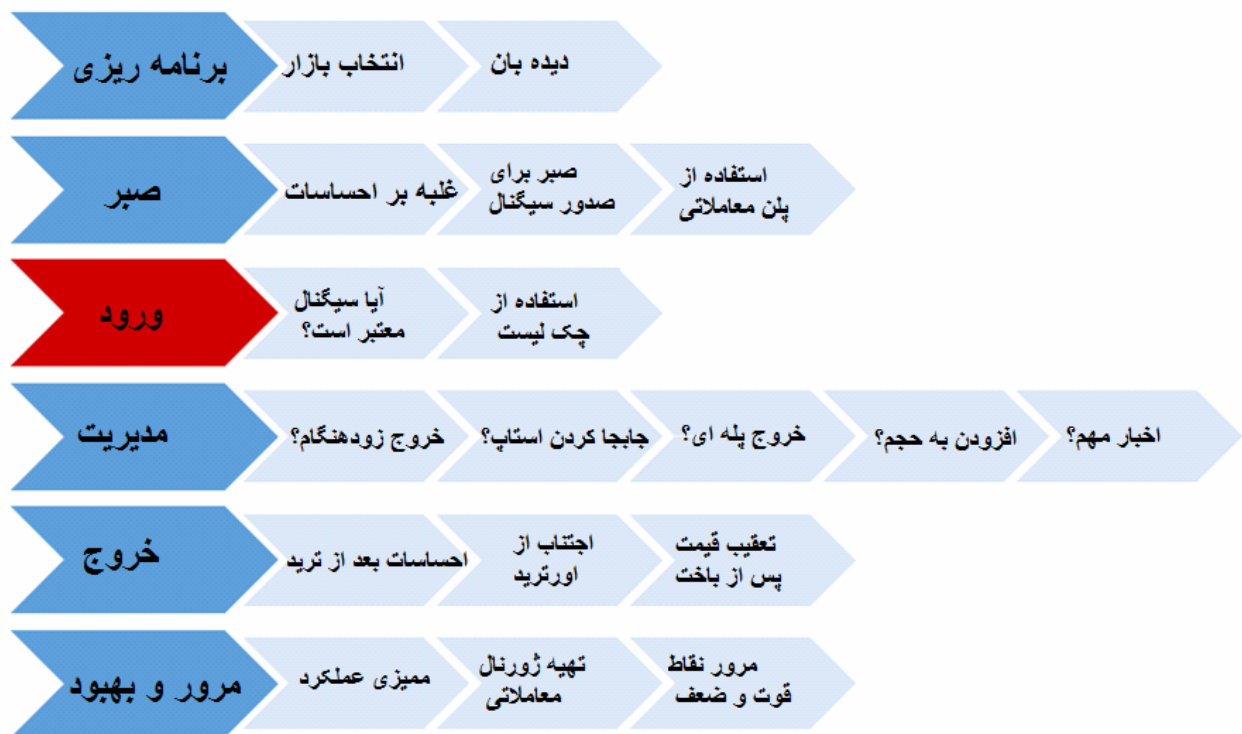 برنامه ریزی
انتخاب بازار
دیده بان
صبر
غلبه بر احساسات
صبر برای
صدور سیگنال
استفاده از
پلن معاملاتی
ورود
آیا سیگنال
معتبر است؟
استفاده از
چک لیست
مدیریت
خروج زودهنگام؟
جابجا کردن استاپ؟
خروج پله ای؟
افزودن به حجم؟
اخبار مهم؟
خروج
احساسات بعد از ترید
اجتناب از
اورترید
تعقیب قیمت
پس از باخت
مرور و بهبود
ممیزی عملکرد
تهیه ژورنال
معاملاتی
مرور نقاط
قوت و ضعف